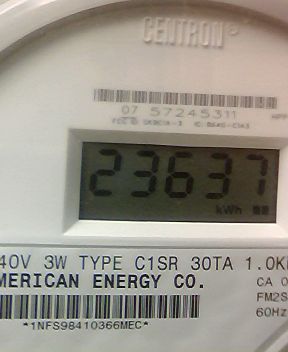 CENTRON
07 57245311
23637
kWh
40V 3W TYPE C1SR 30TA 1.0K
MERICAN ENERGY CO.
CA 0
FM2S
60Hz
*1NFS98410366MEC*